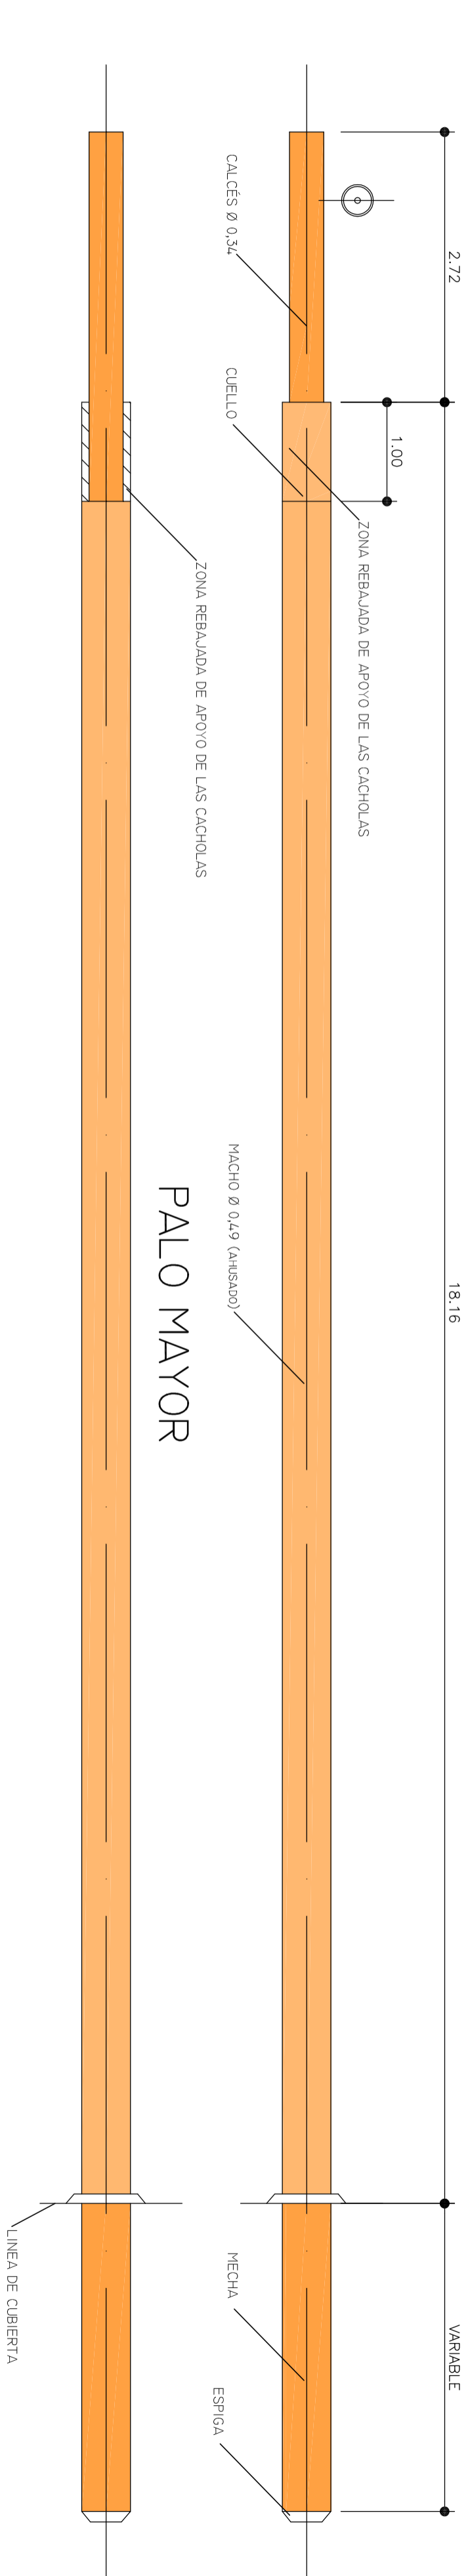 2.72
CALCÉS Ø 0,34
CUELLO
1.00
ZONA REBAJADA DE APOYO DE LAS CACHOLAS
ZONA REBAJADA DE APOYO DE LAS CACHOLAS
18.16
MACHO Ø 0,49 (AHUSADO)
PALO MAYOR
VARIABLE
MECHA
ESPIGA
LINEA DE CUBIERTA